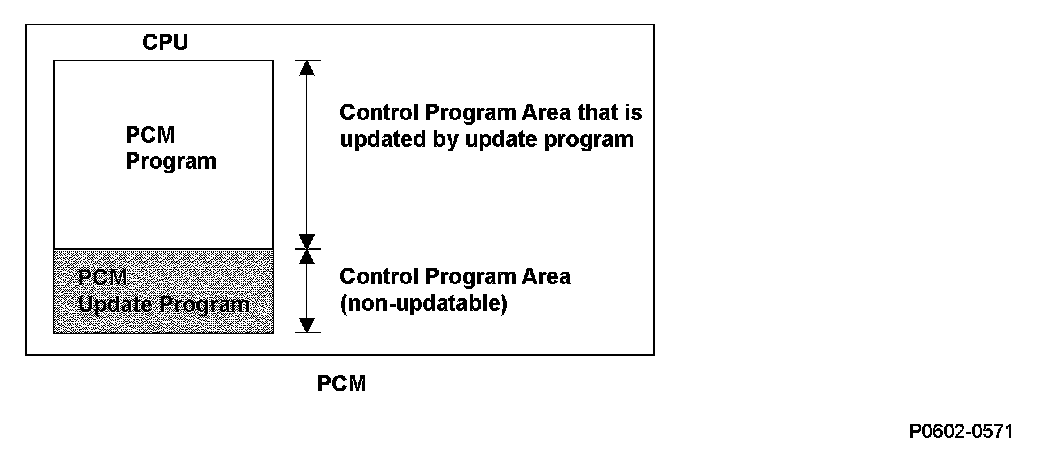 CPU
PCM
Program
Control Program Area that is
updated by update program
PCM
Update Program
Control Program Area
(non-updatable)
PCM
P0602-0571